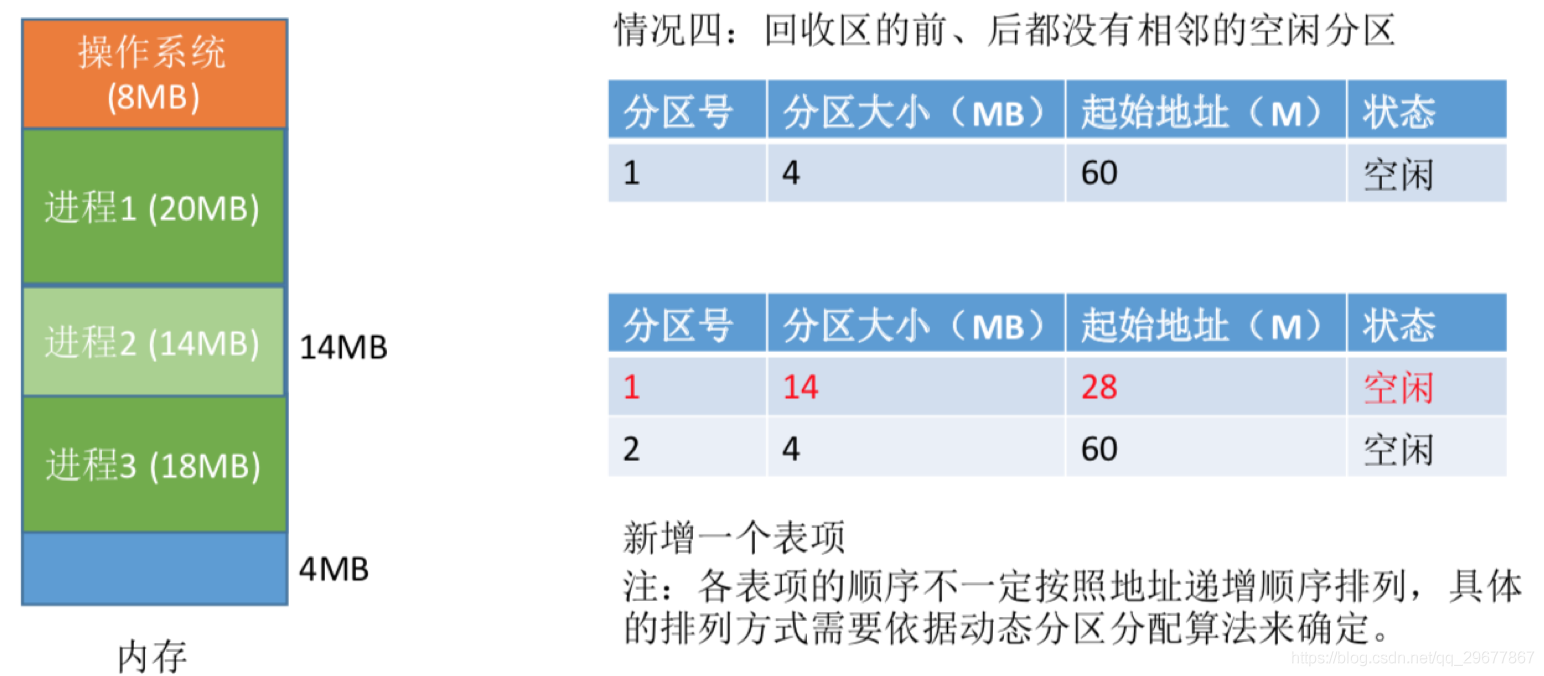 操作系统
(8MB)
进程1 (20MB)
进程2 (14MB)
14MB
进程3 (18MB)
4MB
内存
情况四：回收区的前、后都没有相邻的空闲分区
分区号 分区大小（MB） 起始地址（M） 状态
1 4 60 空闲
分区号 分区大小（MB） 起始地址（M） 状态
1 14 28 空闲
2 4 60 空闲
新增一个表项
注：各表项的顺序不一定按照地址递增顺序排列，具体
的排列方式需要依据动态分区分配算法来确定。
https://blog.csdn.net/qq_29677867